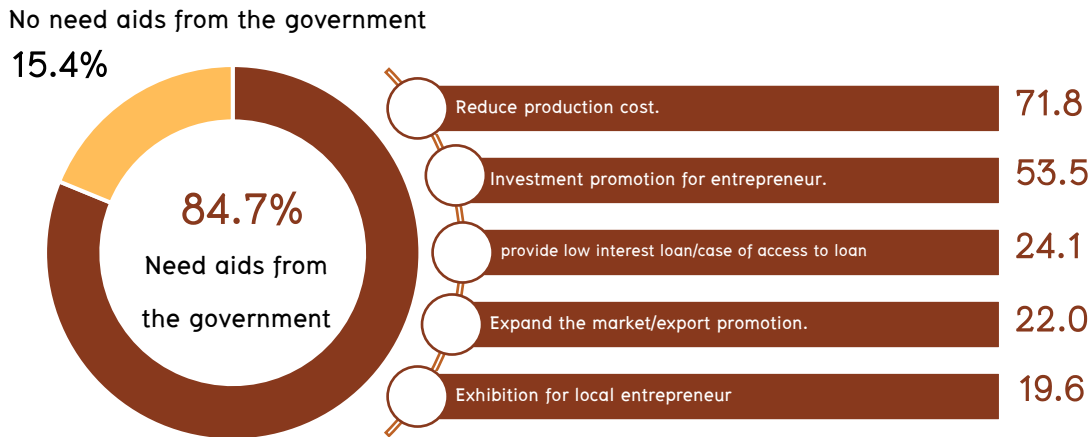 No need aids from the government
15.4%
84.7%
Need aids from
the government
Reduce production cost.
71.8
Investment promotion for entrepreneur.
53.5
provide low interest loan/case of access to loan
24.1
Expand the market/export promotion.
22.0
Exhibition for local entrepreneur
19.6